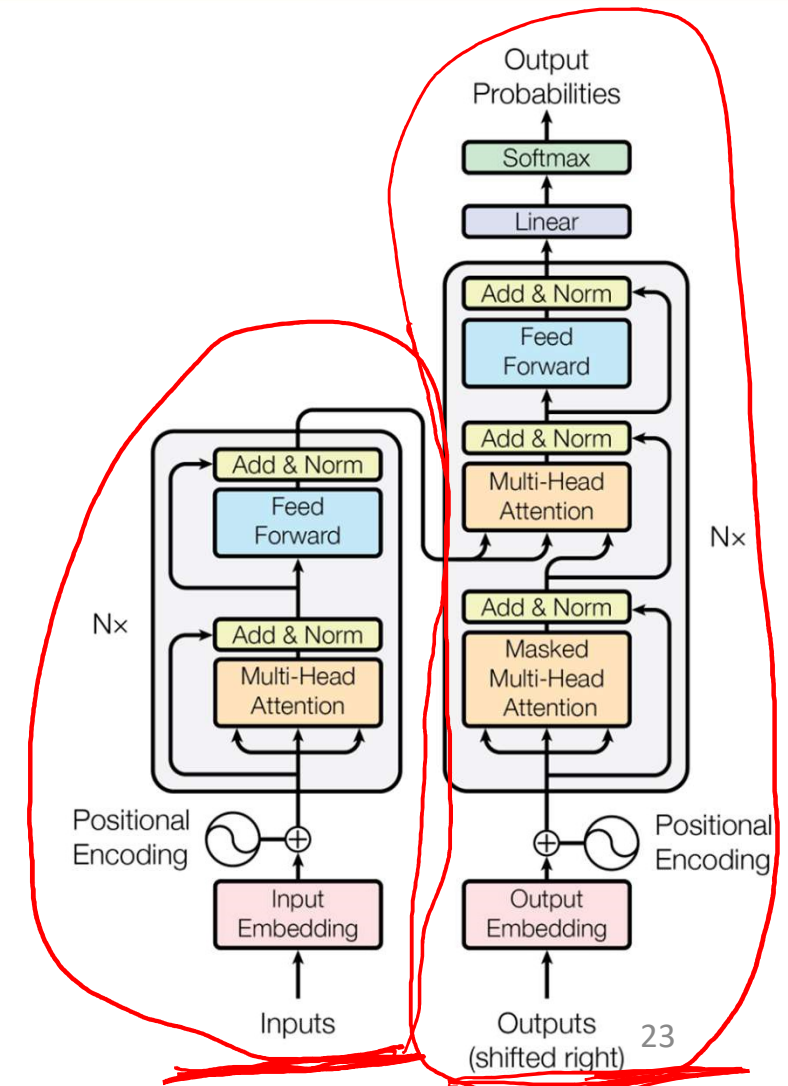 Output
Probabilities
Softmax
Linear
Add & Norm
Feed
Forward
Add & Norm
Multi-Head
Attention
Nx
Add & Norm
Masked
Multi-Head
Attention
Positional
Encoding
Output
Embedding
Outputs
(shifted right)
Add & Norm
Feed
Forward
Nx
Add & Norm
Multi-Head
Attention
Positional
Encoding
Input
Embedding
Inputs
23